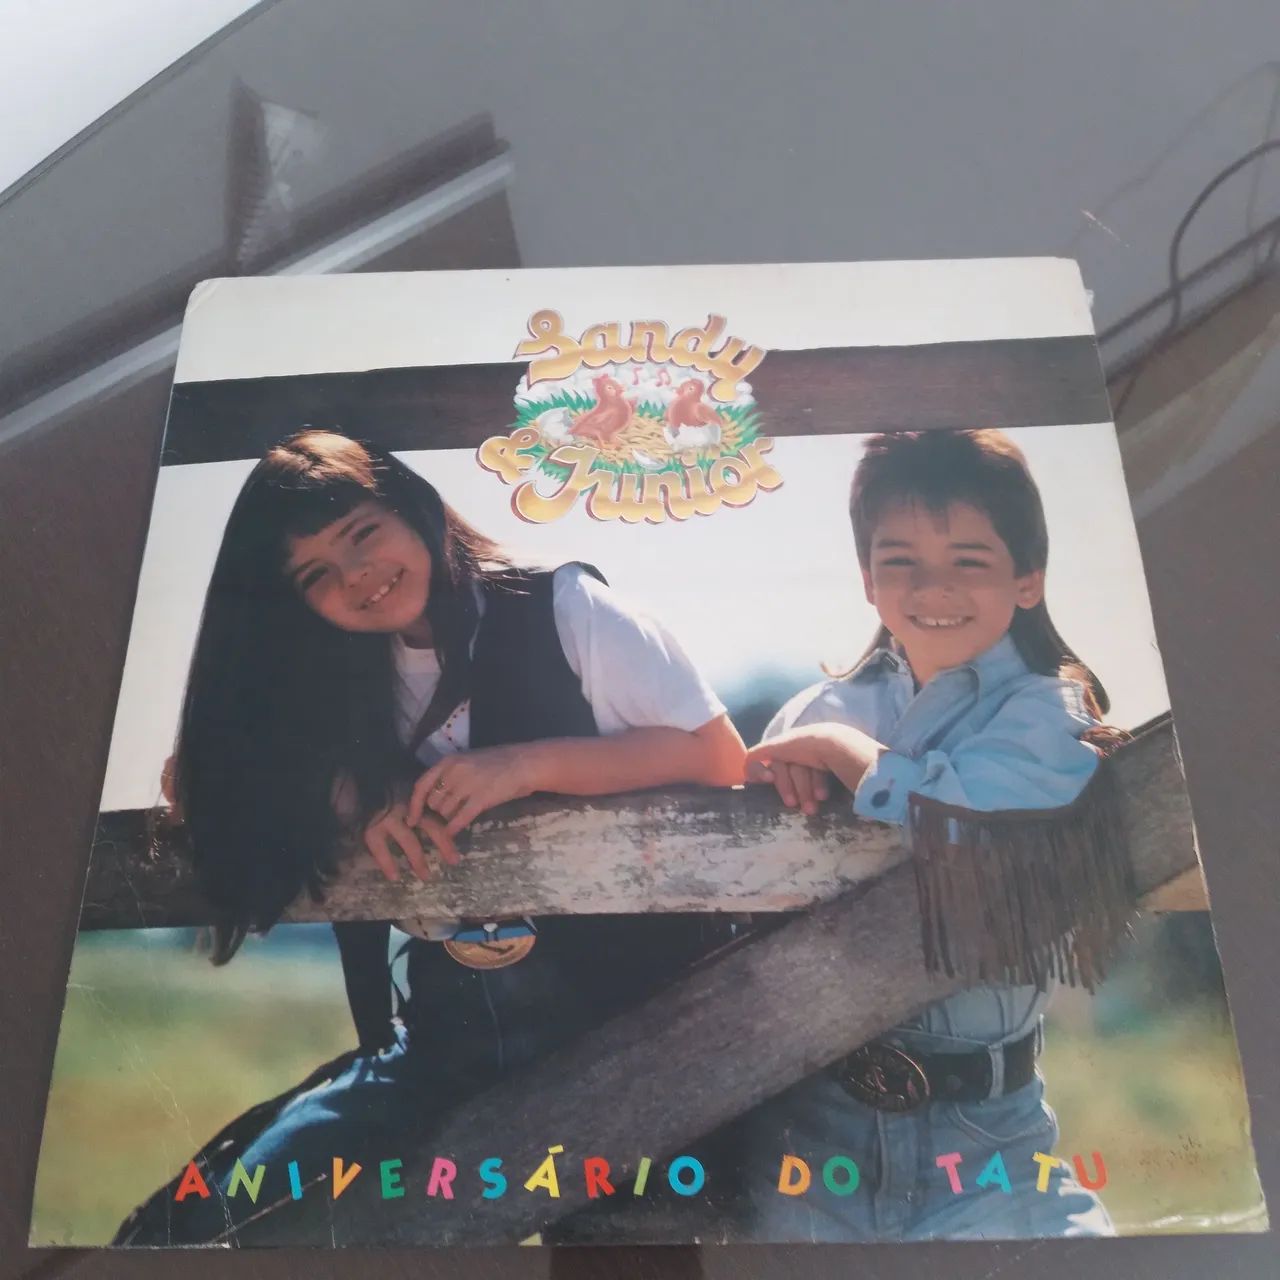 Sandy
& Junior
ANIVERSÁRIO DO TATU